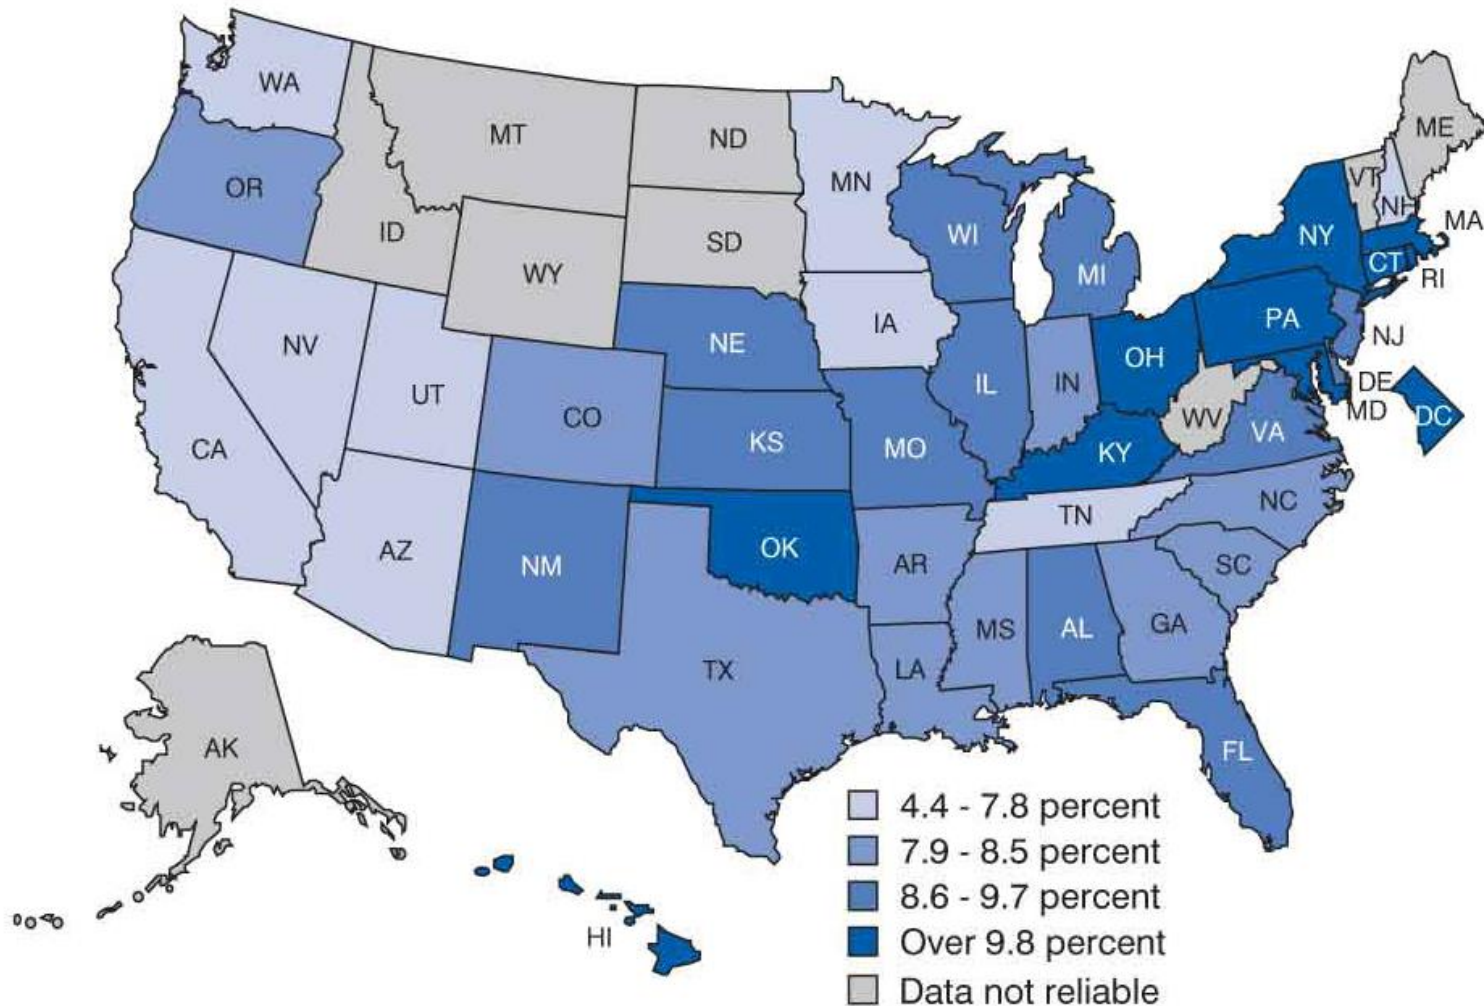 WA
MT
ND
MN
ME
VT
NH
MA
OR
ID
SD
WI
NY
CT
RI
WY
MI
PA
IA
NE
NV
OH
NJ
UT
IL
IN
DE
MD
DC
CO
WV
CA
KS
MO
KY
VA
NC
TN
AZ
NM
OK
AR
SC
MS
AL
GA
TX
LA
AK
FL
HI
4.4 - 7.8 percent
7.9 - 8.5 percent
8.6 - 9.7 percent
Over 9.8 percent
Data not reliable